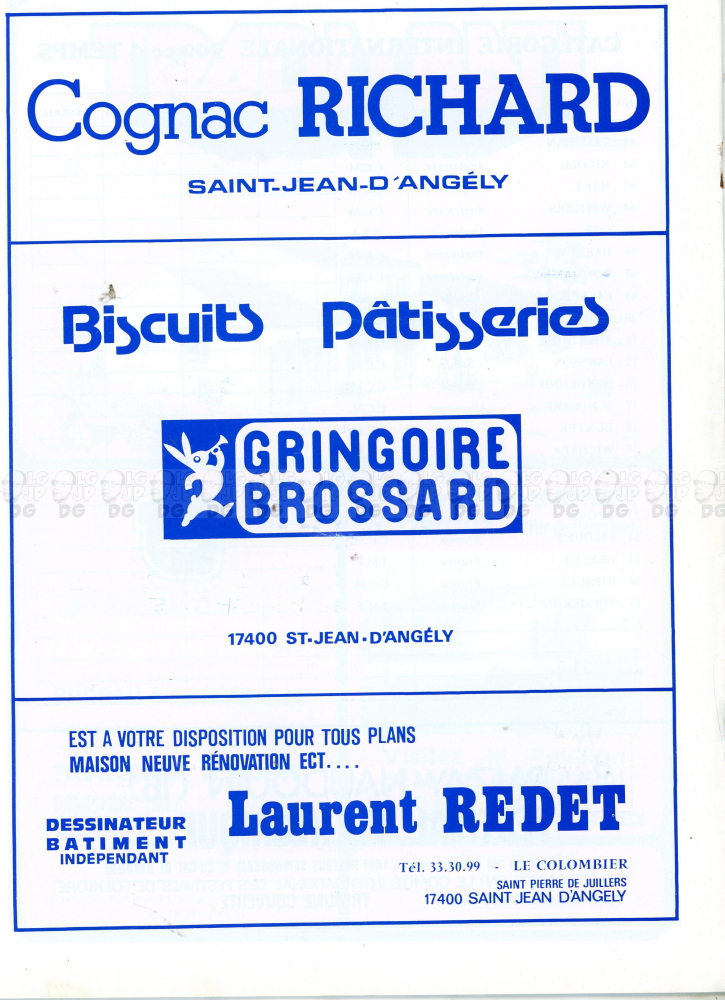 Cognac RICHARD
SAINT-JEAN-D'ANGÉLY
Biscuits Pâtisseries
GRINGOIRE
BROSSARD
17400 ST-JEAN-D'ANGÉLY
EST A VOTRE DISPOSITION POUR TOUS PLANS
MAISON NEUVE RÉNOVATION ECT....
Laurent REDET
DESSINATEUR
BATIMENT
INDÉPENDANT
Tél. 33.30.99 - LE COLOMBIER
SAINT PIERRE DE JUILLERS
17400 SAINT JEAN D'ANGELY